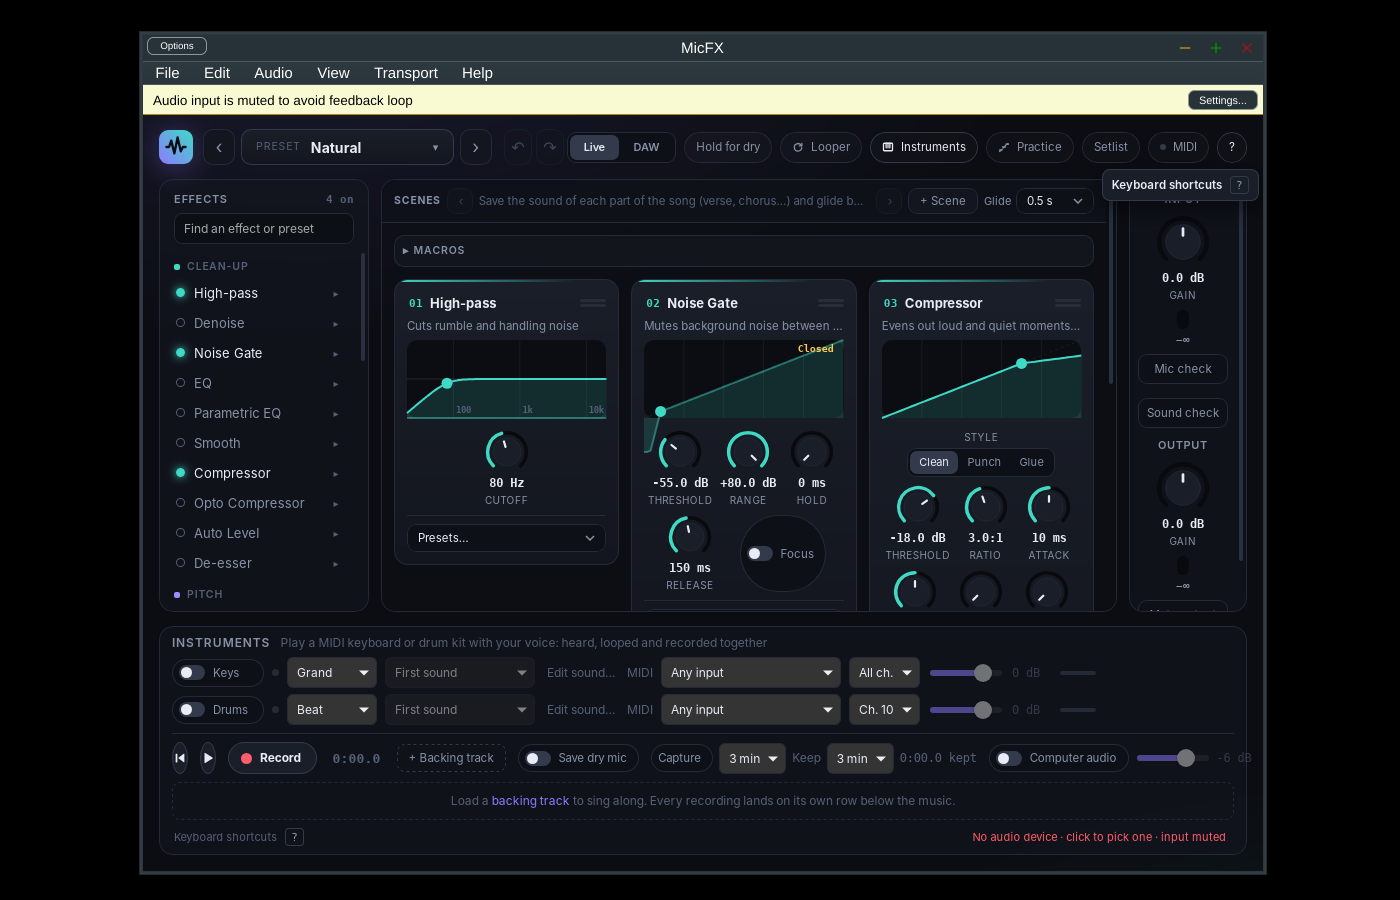 Options
MicFX
File Edit Audio View Transport Help
Audio input is muted to avoid feedback loop
Settings...
PRESET Natural
Live DAW
Hold for dry
Looper
Instruments
Practice
Setlist
MIDI
?
Keyboard shortcuts ?
EFFECTS 4 on
Find an effect or preset
CLEAN-UP
High-pass
Denoise
Noise Gate
EQ
Parametric EQ
Smooth
Compressor
Opto Compressor
Auto Level
De-esser
PITCH
SCENES
Save the sound of each part of the song (verse, chorus...) and glide b...
+ Scene
Glide 0.5 s
MACROS
01 High-pass
Cuts rumble and handling noise
100 1k 10k
80 Hz
CUTOFF
Presets...
02 Noise Gate
Mutes background noise between ...
Closed
-55.0 dB +80.0 dB 0 ms
THRESHOLD RANGE HOLD
150 ms
RELEASE
Focus
03 Compressor
Evens out loud and quiet moments...
STYLE
Clean Punch Glue
-18.0 dB 3.0:1 10 ms
THRESHOLD RATIO ATTACK
0.0 dB
GAIN
-∞
Mic check
Sound check
OUTPUT
0.0 dB
GAIN
-∞
INSTRUMENTS Play a MIDI keyboard or drum kit with your voice: heard, looped and recorded together
Keys Grand First sound Edit sound... MIDI Any input All ch. 0 dB
Drums Beat First sound Edit sound... MIDI Any input Ch. 10 0 dB
Record 0:00.0 + Backing track Save dry mic Capture 3 min Keep 3 min 0:00.0 kept Computer audio -6 dB
Load a backing track to sing along. Every recording lands on its own row below the music.
Keyboard shortcuts ?
No audio device · click to pick one · input muted